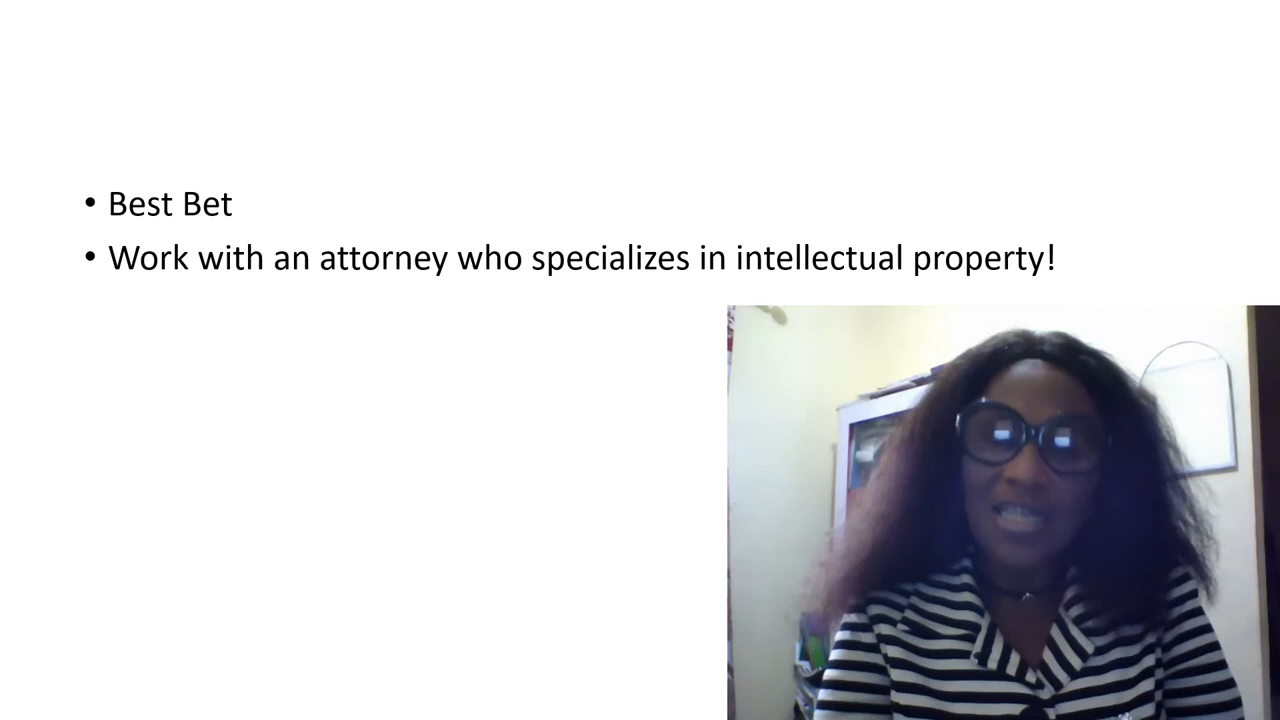 • Best Bet
• Work with an attorney who specializes in intellectual property!